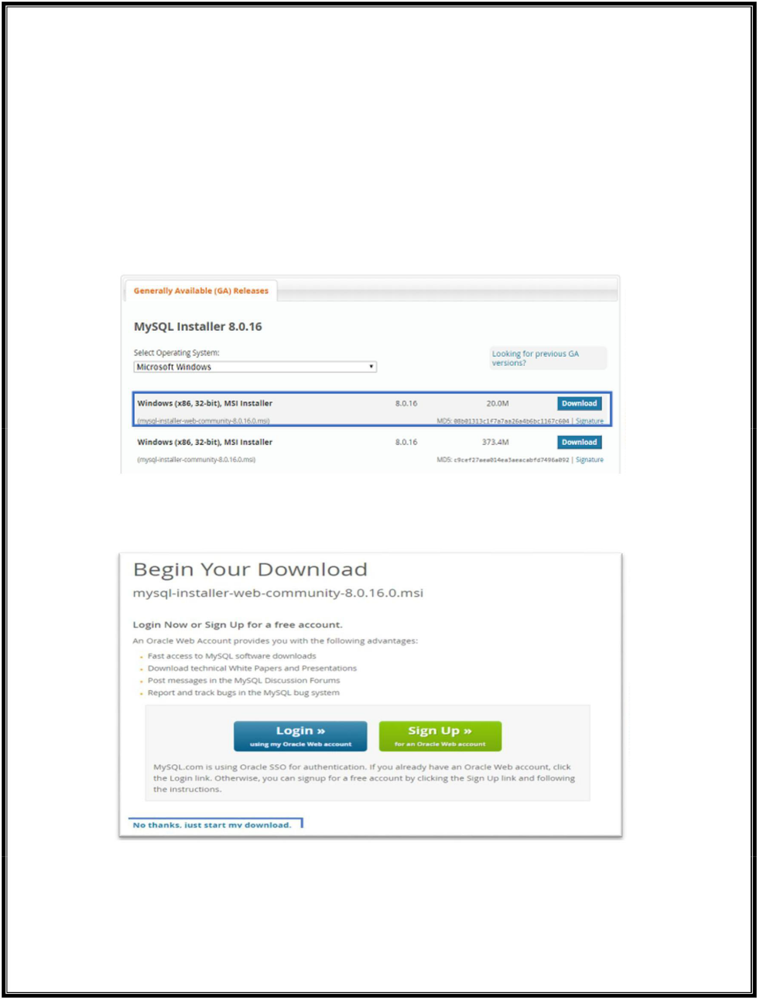 Generally Available (GA) Releases
MySQL Installer 8.0.16
Select Operating System:
Looking for previous GA
versions?
Microsoft Windows
Windows (x86, 32-bit), MSI Installer 8.0.16 20.0M Download
(mysql-installer-web-community-8.0.16.0.msi) MD5: 08b01313c1f7a7aa26a4b6bc1167c604 | Signature
Windows (x86, 32-bit), MSI Installer 8.0.16 373.4M Download
(mysql-installer-community-8.0.16.0.msi) MD5: c9cef27aea014ea3aeacabfd7496a092 | Signature
Begin Your Download
mysql-installer-web-community-8.0.16.0.msi
Login Now or Sign Up for a free account.
An Oracle Web Account provides you with the following advantages:
Fast access to MySQL software downloads
Download technical White Papers and Presentations
Post messages in the MySQL Discussion Forums
Report and track bugs in the MySQL bug system
Login » Sign Up »
using my Oracle Web account for an Oracle Web account
MySQL.com is using Oracle SSO for authentication. If you already have an Oracle Web account, click
the Login link. Otherwise, you can signup for a free account by clicking the Sign Up link and following
the instructions.
No thanks, just start my download.